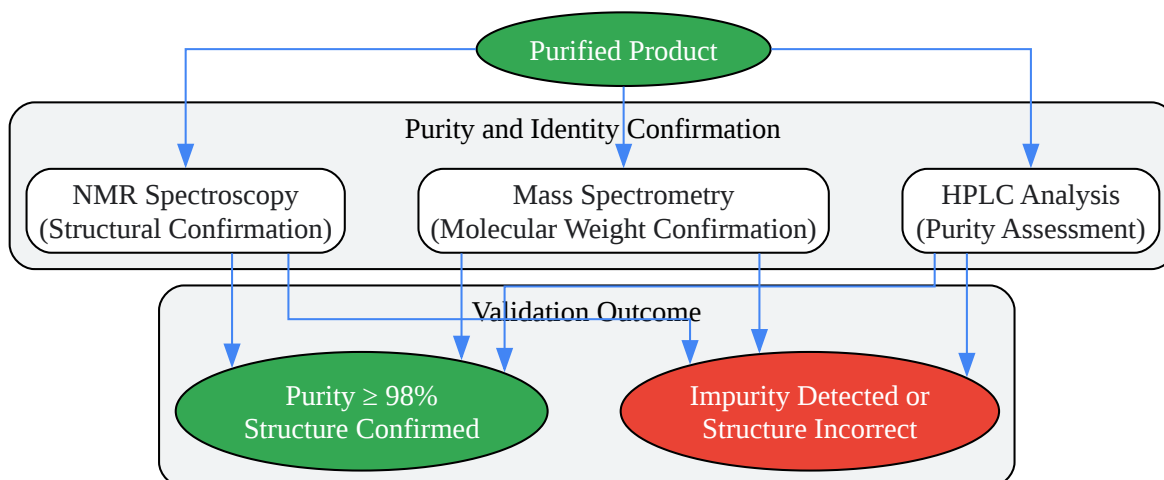 Purified Product
Purity and Identity Confirmation
NMR Spectroscopy
(Structural Confirmation)
Mass Spectrometry
(Molecular Weight Confirmation)
HPLC Analysis
(Purity Assessment)
Validation Outcome
Purity ≥ 98%
Structure Confirmed
Impurity Detected or
Structure Incorrect